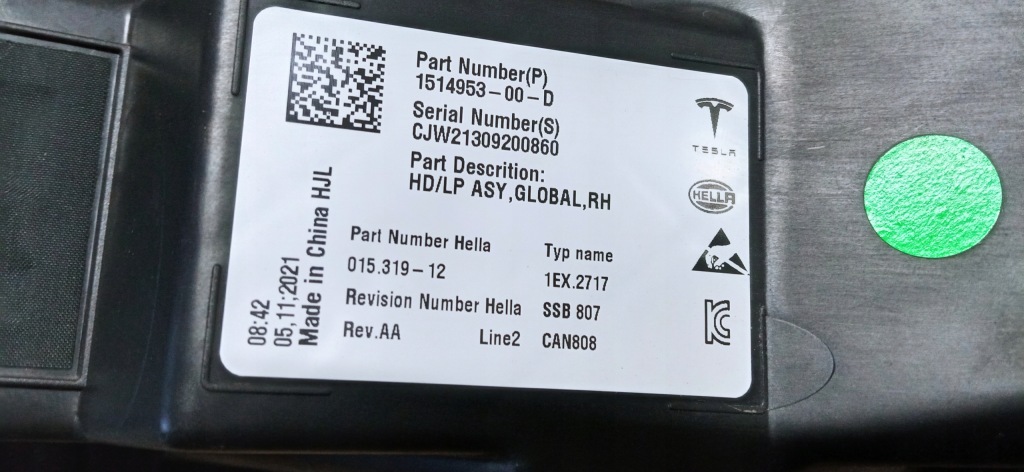 Part Number(P)
1514953-00-D
Serial Number(S)
CJW21309200860
Part Descrition:
HD/LP ASY,GLOBAL,RH
TESLA
HELLA
Part Number Hella
015.319-12
Revision Number Hella
Rev.AA
Line2
Typ name
1EX.2717
SSB 807
CAN808
08:42
05,11;2021
Made in China HJL